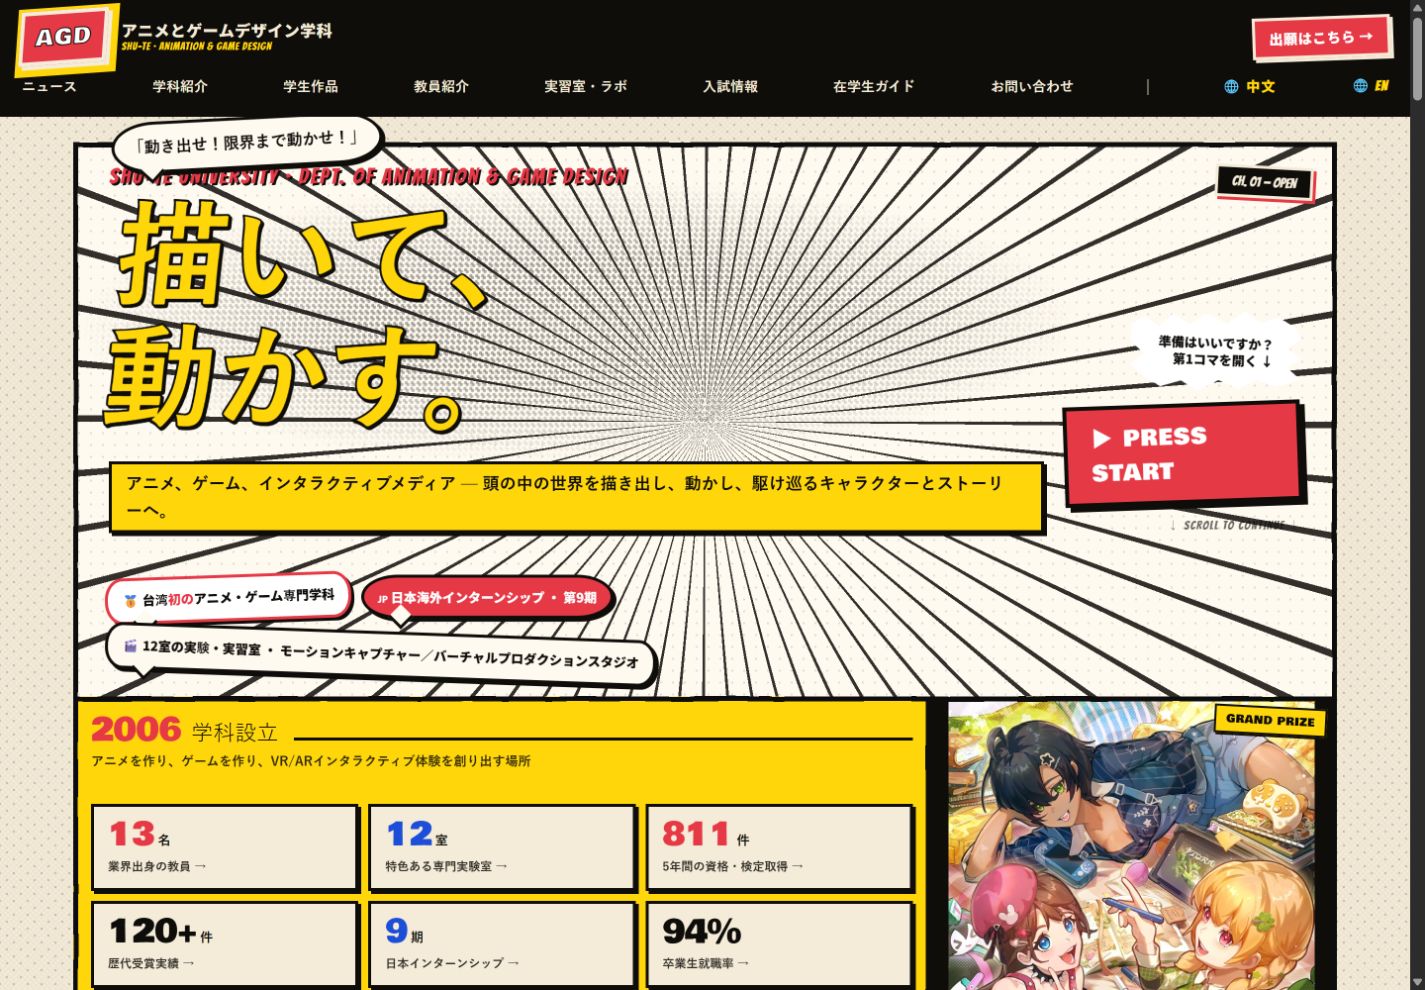 AGD
アニメとゲームデザイン学科
SHU-TE · ANIMATION & GAME DESIGN
出願はこちら →
ニュース
学科紹介
学生作品
教員紹介
実習室・ラボ
入試情報
在学生ガイド
お問い合わせ
|
中文
EN
「動き出せ！限界まで動かせ！」
SHU-TE UNIVERSITY · DEPT. OF ANIMATION & GAME DESIGN
CH. 01 — OPEN
描いて、
動かす。
準備はいいですか？
第1コマを開く ↓
▶ PRESS
START
アニメ、ゲーム、インタラクティブメディア — 頭の中の世界を描き出し、動かし、駆け巡るキャラクターとストーリ
ーへ。
↓ SCROLL TO CONTINUE ↓
台湾初のアニメ・ゲーム専門学科
JP 日本海外インターンシップ ・ 第9期
12室の実験・実習室 ・ モーションキャプチャー／バーチャルプロダクションスタジオ
2006 学科設立
アニメを作り、ゲームを作り、VR/ARインタラクティブ体験を創り出す場所
GRAND PRIZE
13名
業界出身の教員 →
12室
特色ある専門実験室 →
811 件
5年間の資格・検定取得 →
120+件
歴代受賞実績 →
9期
日本インターンシップ →
94%
卒業生就職率 →